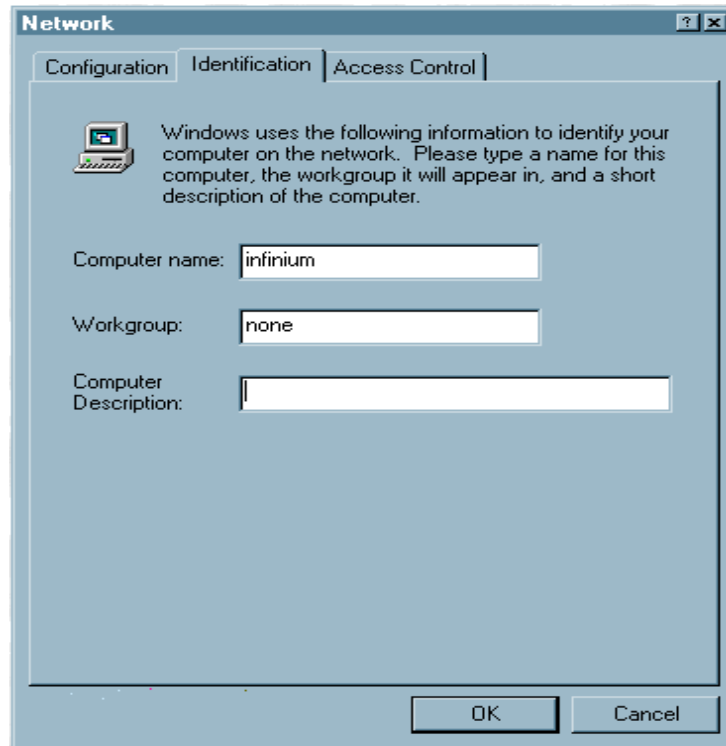 Network
Configuration
Identification
Access Control
Windows uses the following information to identify your
computer on the network. Please type a name for this
computer, the workgroup it will appear in, and a short
description of the computer.
Computer name: infinium
Workgroup: none
Computer
Description:
OK
Cancel